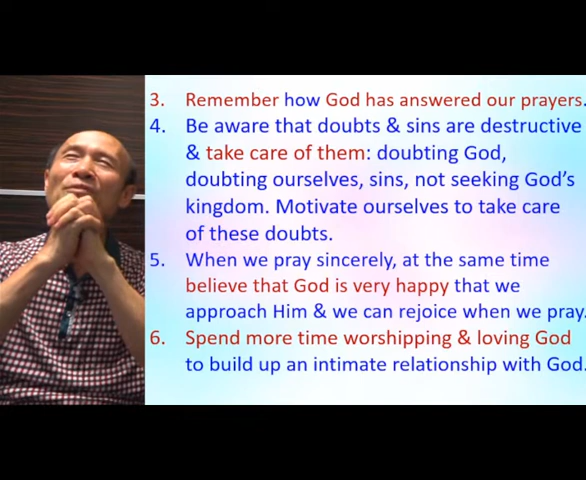 3. Remember how God has answered our prayers.
4. Be aware that doubts & sins are destructive
& take care of them: doubting God,
doubting ourselves, sins, not seeking God's
kingdom. Motivate ourselves to take care
of these doubts.
5. When we pray sincerely, at the same time
believe that God is very happy that we
approach Him & we can rejoice when we pray.
6. Spend more time worshipping & loving God
to build up an intimate relationship with God.